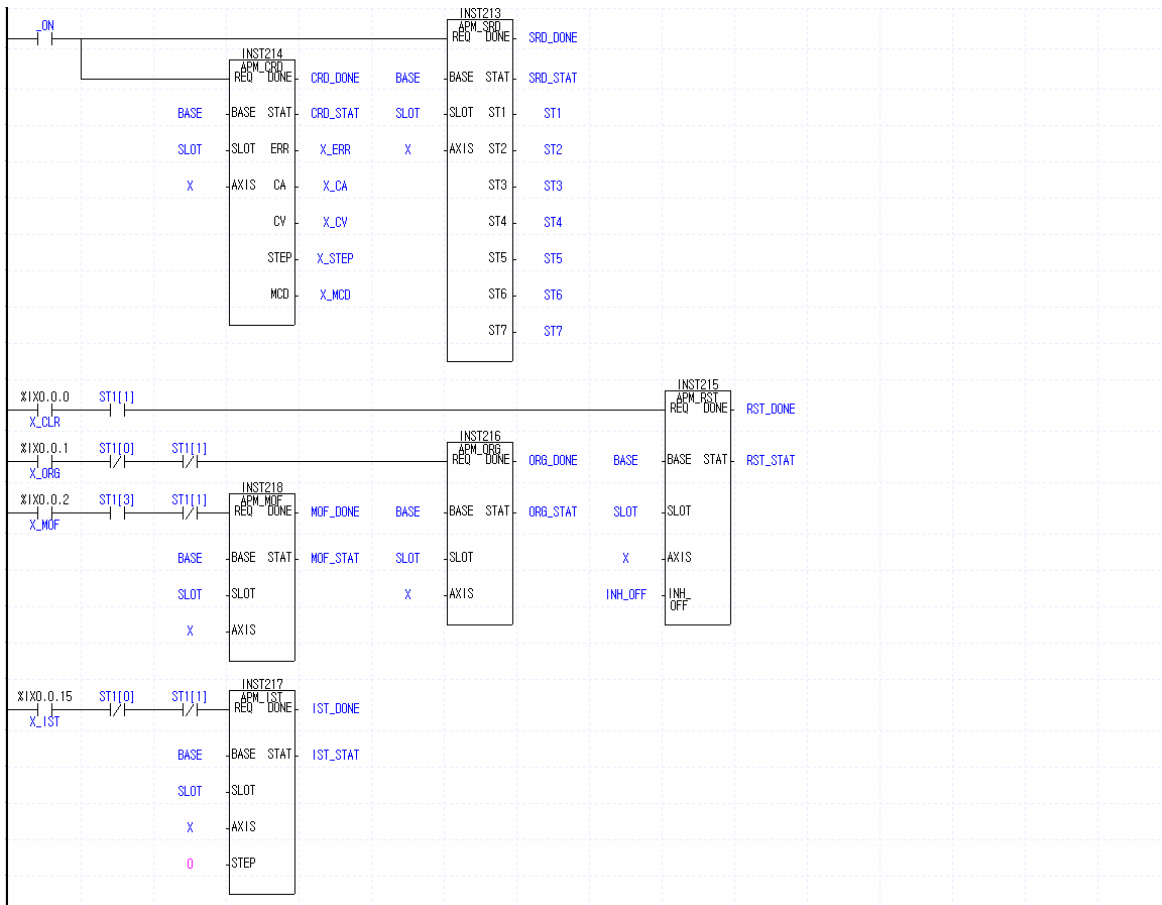 INST213
_ON APM_SRD
REQ DONE SRD_DONE
INST214
APM_CRD
REQ DONE CRD_DONE BASE BASE STAT SRD_STAT
BASE BASE STAT CRD_STAT SLOT SLOT ST1 ST1
SLOT SLOT ERR X_ERR X AXIS ST2 ST2
X AXIS CA X_CA ST3 ST3
CV X_CV ST4 ST4
STEP X_STEP ST5 ST5
MCD X_MCD ST6 ST6
ST7 ST7
INST215
%IX0.0.0 ST1[1] APM_RST
REQ DONE RST_DONE
X_CLR
INST216
%IX0.0.1 ST1[0] ST1[1] APM_ORG
REQ DONE ORG_DONE BASE BASE STAT RST_STAT
X_ORG
INST218
%IX0.0.2 ST1[3] ST1[1] APM_MOF
REQ DONE MOF_DONE BASE BASE STAT ORG_STAT SLOT SLOT
X_MOF
BASE BASE STAT MOF_STAT SLOT SLOT X AXIS
SLOT SLOT X AXIS INH_OFF INH_
OFF
X AXIS
INST217
%IX0.0.15 ST1[0] ST1[1] APM_IST
REQ DONE IST_DONE
X_IST
BASE BASE STAT IST_STAT
SLOT SLOT
X AXIS
0 STEP